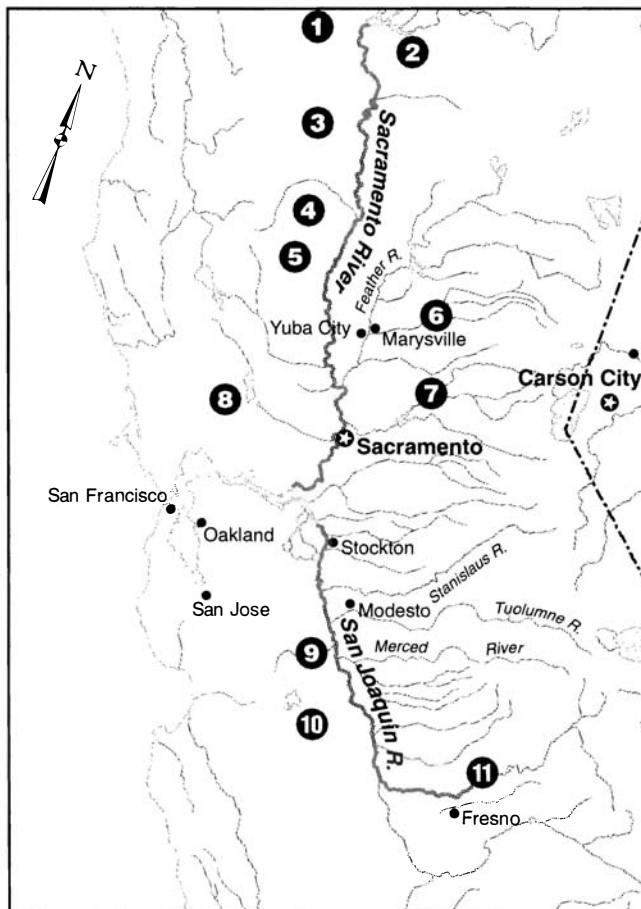 1
2
N
3
Sacramento River
4
5
Feather R.
6
Yuba City
Marysville
Carson City
7
8
Sacramento
San Francisco
Oakland
Stockton
Stanislaus R.
San Jose
Modesto
Tuolumne R.
9
San Joaquin R.
Merced River
10
11
Fresno